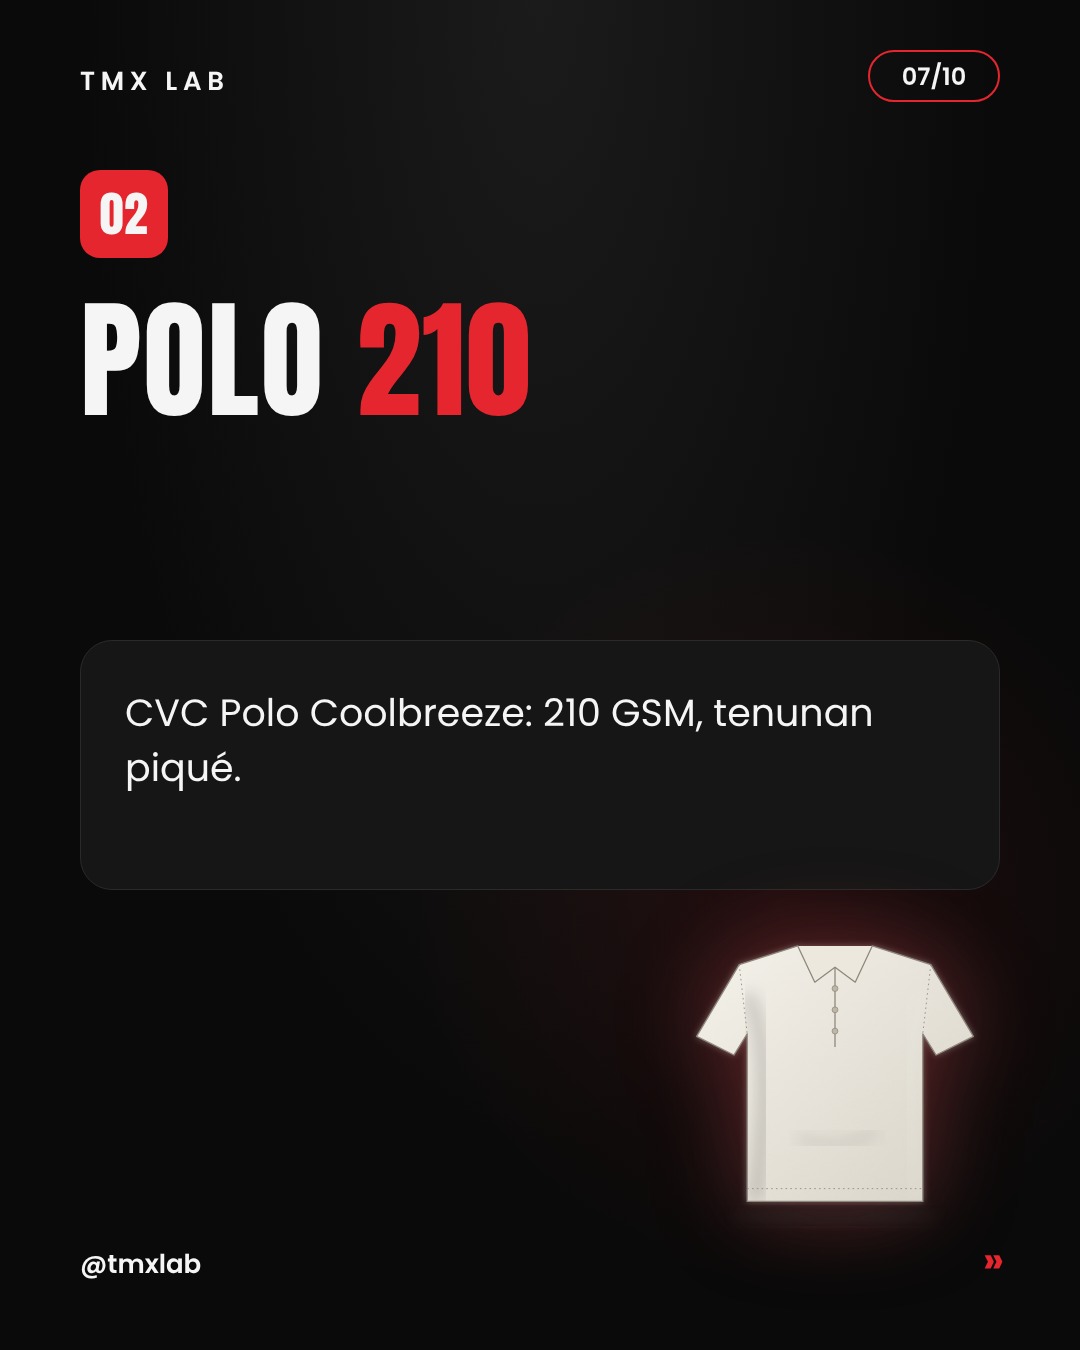 TMX LAB
07/10
02
POLO 210
CVC Polo Coolbreeze: 210 GSM, tenunan
piqué.
@tmxlab
»